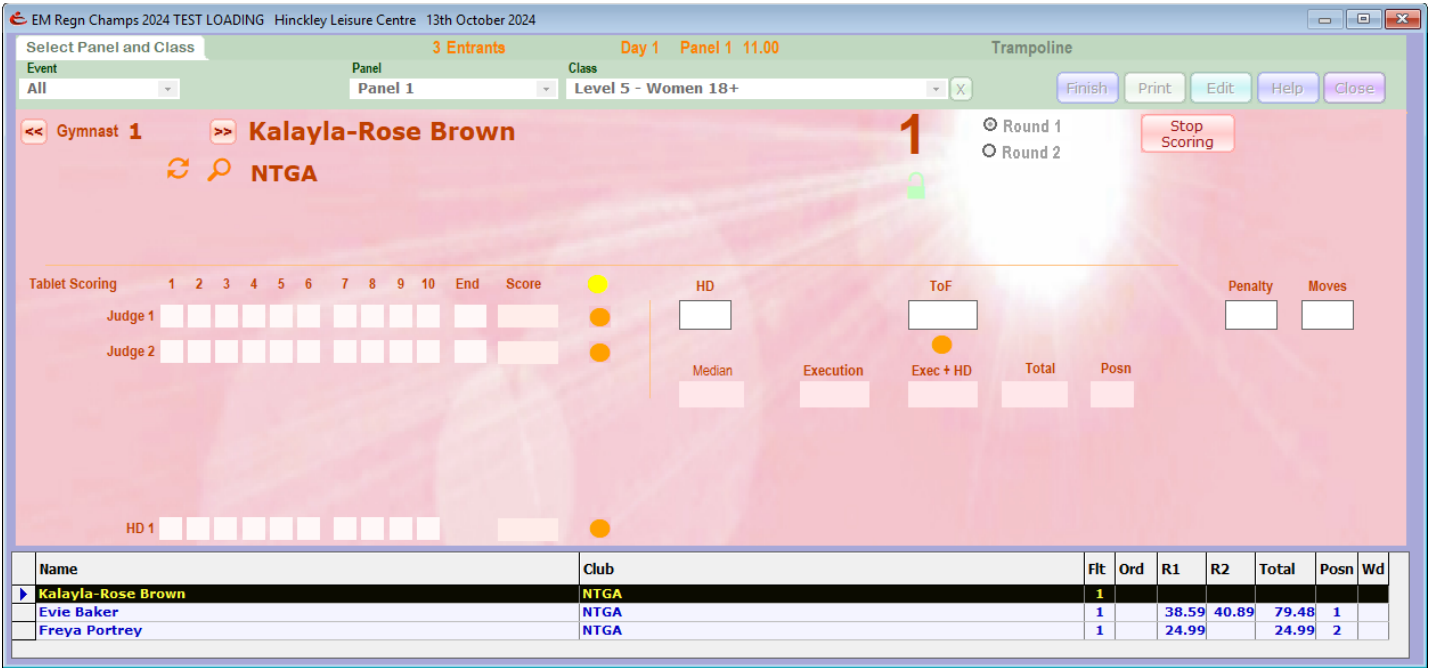 EM Regn Champs 2024 TEST LOADING Hinckley Leisure Centre 13th October 2024
Select Panel and Class 3 Entrants Day 1 Panel 1 11.00 Trampoline
Event Panel Class
All Panel 1 Level 5 - Women 18+ X Finish Print Edit Help Close
<< Gymnast 1 >> Kalayla-Rose Brown 1 Round 1 Stop Scoring
NTGA Round 2
Tablet Scoring 1 2 3 4 5 6 7 8 9 10 End Score HD ToF Penalty Moves
Judge 1
Judge 2
Median Execution Exec + HD Total Posn
HD 1
Name Club Flt Ord R1 R2 Total Posn Wd
Kalayla-Rose Brown NTGA 1
Evie Baker NTGA 1 38.59 40.89 79.48 1
Freya Portrey NTGA 1 24.99 24.99 2